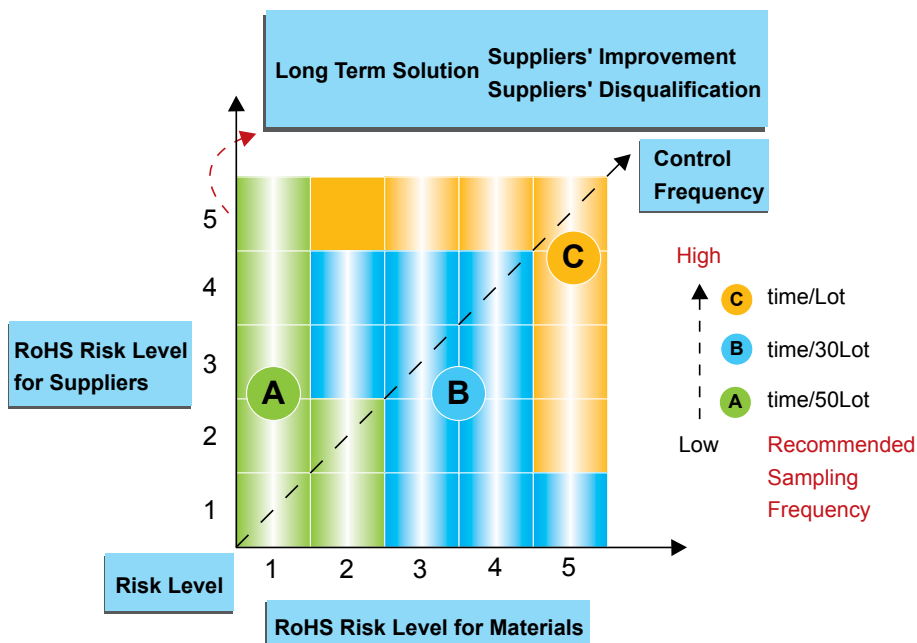 Long Term Solution
Suppliers' Improvement
Suppliers' Disqualification
Control
Frequency
5
4
3
2
1
RoHS Risk Level
for Suppliers
A
B
C
High
C time/Lot
B time/30Lot
A time/50Lot
Low
Recommended
Sampling
Frequency
Risk Level
1 2 3 4 5
RoHS Risk Level for Materials